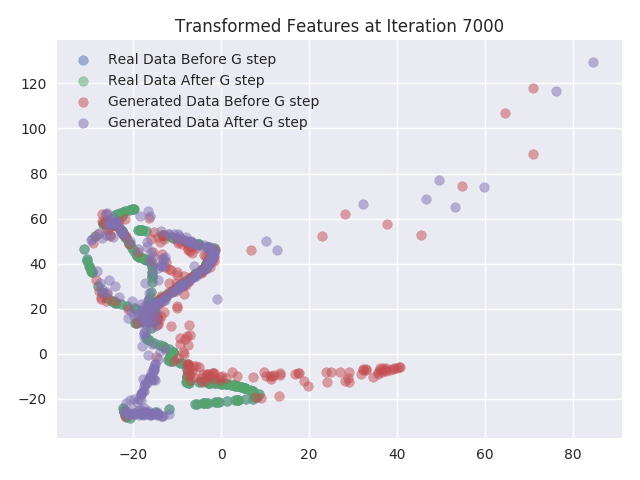 Transformed Features at Iteration 7000
Real Data Before G step
Real Data After G step
Generated Data Before G step
Generated Data After G step
120
100
80
60
40
20
0
−20
−20
0
20
40
60
80